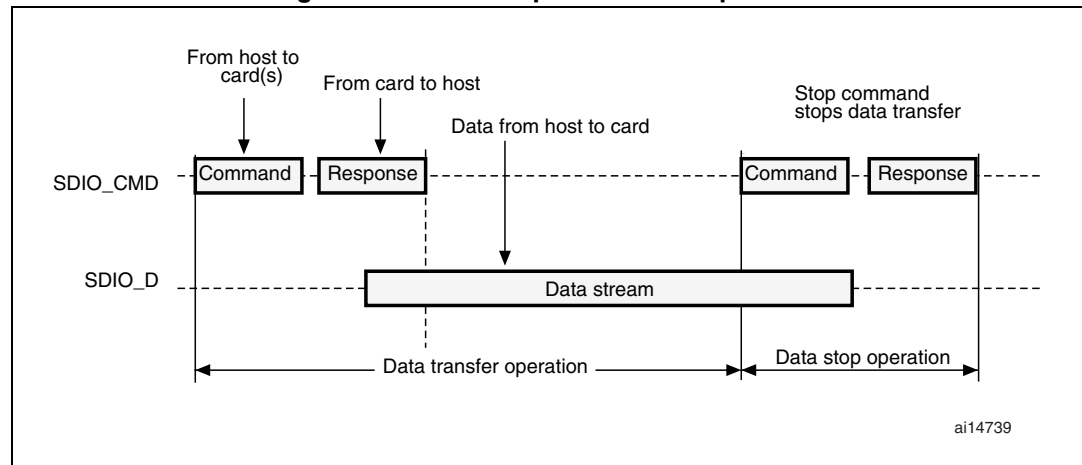 From host to
card(s)
From card to host
Data from host to card
Stop command
stops data transfer
SDIO_CMD
Command
Response
Command
Response
SDIO_D
Data stream
Data transfer operation
Data stop operation
ai14739